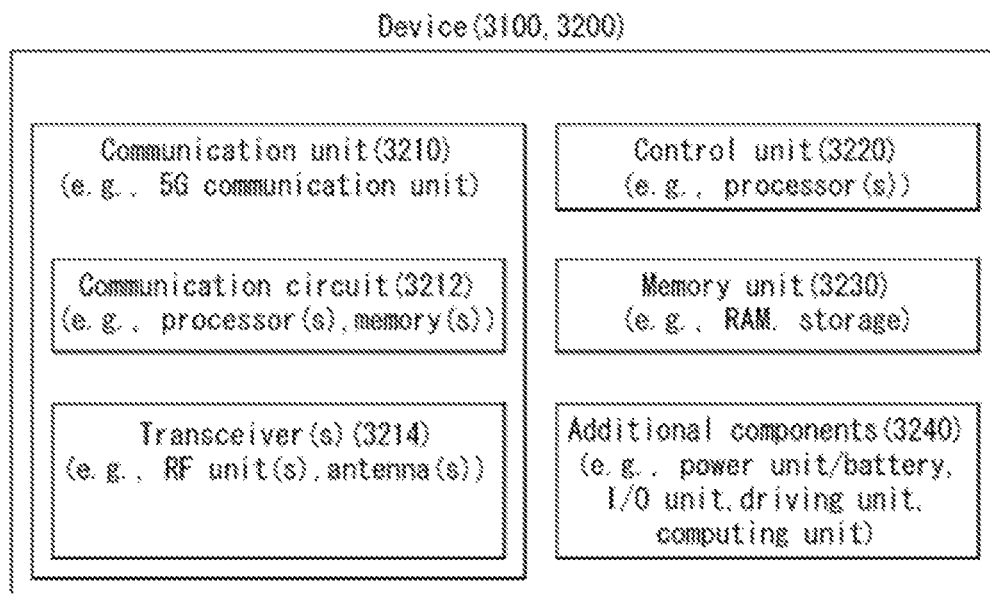 Device(3100,3200)
Communication unit(3210)
(e.g., 5G communication unit)
Communication circuit(3212)
(e.g., processor(s),memory(s))
Transceiver(s)(3214)
(e.g., RF unit(s),antenna(s))
Control unit(3220)
(e.g., processor(s))
Memory unit(3230)
(e.g., RAM, storage)
Additional components(3240)
(e.g., power unit/battery,
I/O unit,driving unit,
computing unit)